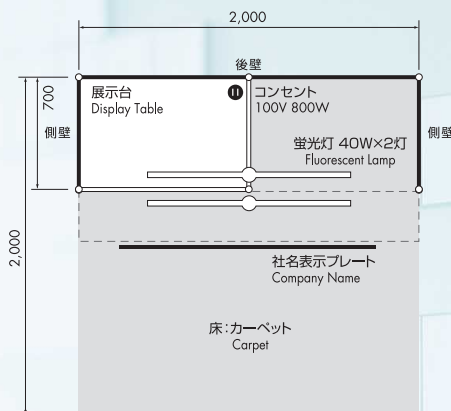 2,000
後壁
展示台
Display Table
コンセント
100V 800W
700
側壁
側壁
蛍光灯 40W×2灯
Fluorescent Lamp
2,000
社名表示プレート
Company Name
床：カーペット
Carpet